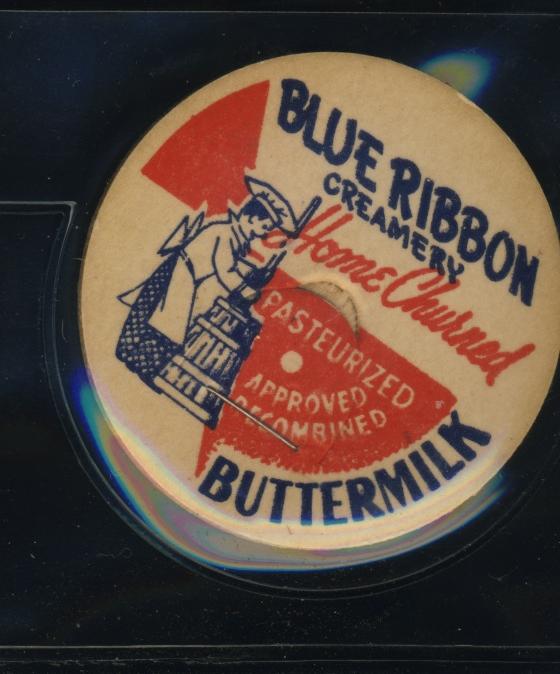 BLUE RIBBON
CREAMERY
Home Churned
PASTEURIZED
APPROVED
RECOMBINED
BUTTERMILK